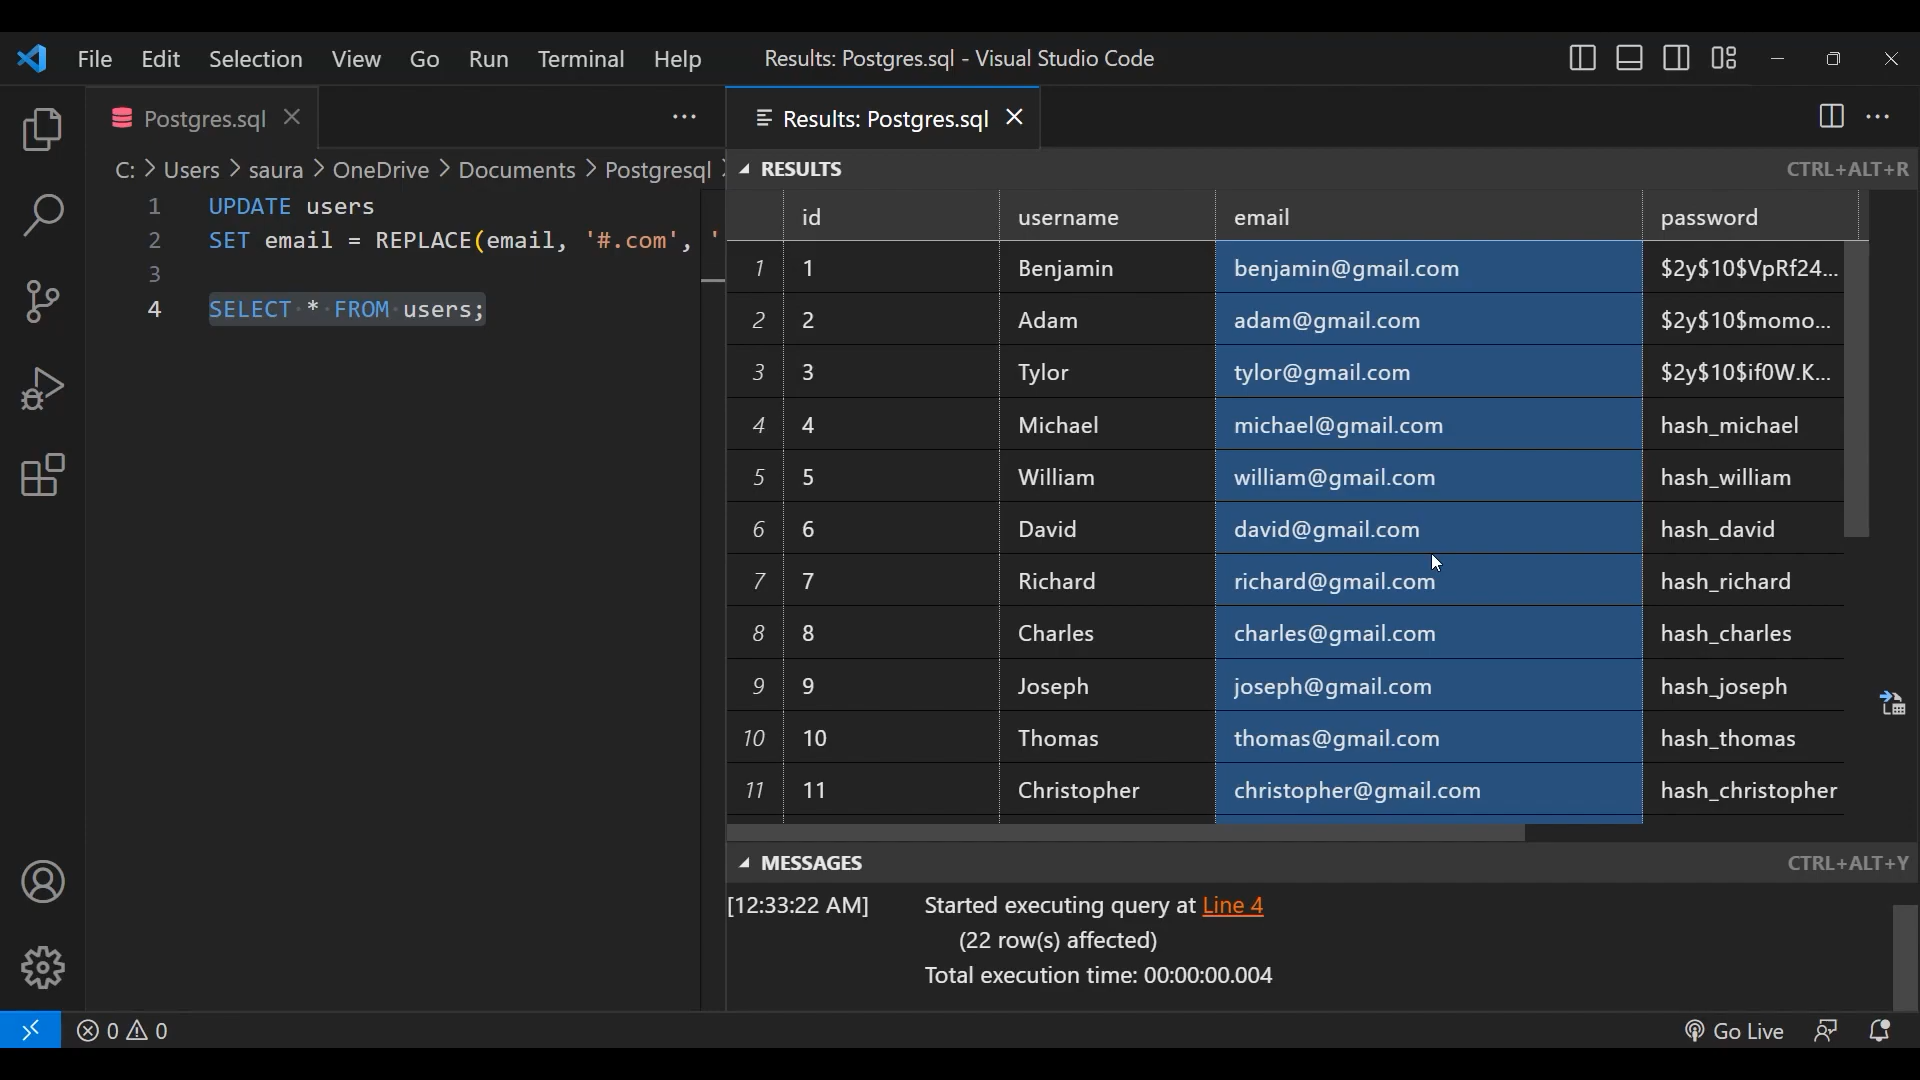 File Edit Selection View Go Run Terminal Help Results: Postgres.sql - Visual Studio Code
Postgres.sql
C: > Users > saura > OneDrive > Documents > Postgresql >
1 UPDATE users
2 SET email = REPLACE(email, '#.com', '
3
4 SELECT * FROM users;
Results: Postgres.sql
RESULTS CTRL+ALT+R
id username email password
1 1 Benjamin benjamin@gmail.com $2y$10$VpRf24...
2 2 Adam adam@gmail.com $2y$10$momo...
3 3 Tylor tylor@gmail.com $2y$10$if0W.K...
4 4 Michael michael@gmail.com hash_michael
5 5 William william@gmail.com hash_william
6 6 David david@gmail.com hash_david
7 7 Richard richard@gmail.com hash_richard
8 8 Charles charles@gmail.com hash_charles
9 9 Joseph joseph@gmail.com hash_joseph
10 10 Thomas thomas@gmail.com hash_thomas
11 11 Christopher christopher@gmail.com hash_christopher
MESSAGES CTRL+ALT+Y
[12:33:22 AM] Started executing query at Line 4
(22 row(s) affected)
Total execution time: 00:00:00.004
0 0 Go Live